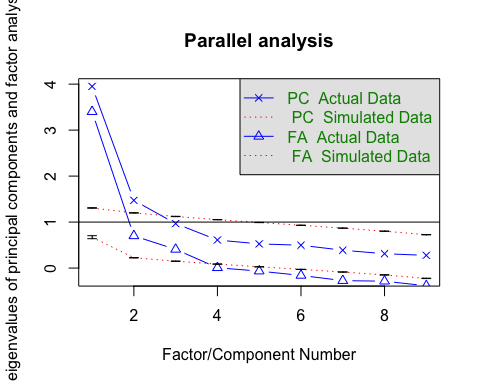 Parallel analysis
eigenvalues of principal components and factor analys
4
3
2
1
0
PC Actual Data
PC Simulated Data
FA Actual Data
FA Simulated Data
2 4 6 8
Factor/Component Number